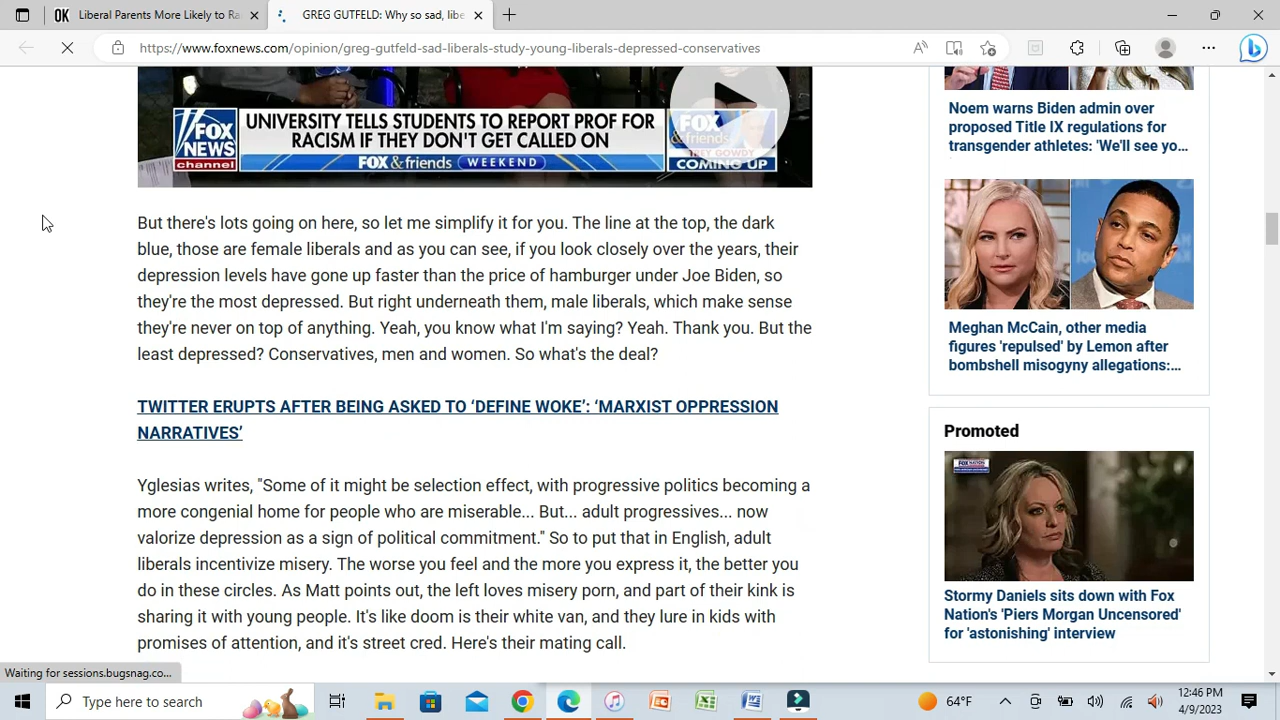 Liberal Parents More Likely to Ra
GREG GUTFELD: Why so sad, libe
https://www.foxnews.com/opinion/greg-gutfeld-sad-liberals-study-young-liberals-depressed-conservatives
FOX
NEWS
channel
UNIVERSITY TELLS STUDENTS TO REPORT PROF FOR
RACISM IF THEY DON'T GET CALLED ON
FOX & friends WEEKEND
FOX
& friends
COMING UP
But there's lots going on here, so let me simplify it for you. The line at the top, the dark
blue, those are female liberals and as you can see, if you look closely over the years, their
depression levels have gone up faster than the price of hamburger under Joe Biden, so
they're the most depressed. But right underneath them, male liberals, which make sense
they're never on top of anything. Yeah, you know what I'm saying? Yeah. Thank you. But the
least depressed? Conservatives, men and women. So what's the deal?
TWITTER ERUPTS AFTER BEING ASKED TO ‘DEFINE WOKE’: ‘MARXIST OPPRESSION
NARRATIVES’
Yglesias writes, "Some of it might be selection effect, with progressive politics becoming a
more congenial home for people who are miserable... But... adult progressives... now
valorize depression as a sign of political commitment." So to put that in English, adult
liberals incentivize misery. The worse you feel and the more you express it, the better you
do in these circles. As Matt points out, the left loves misery porn, and part of their kink is
sharing it with young people. It's like doom is their white van, and they lure in kids with
promises of attention, and it's street cred. Here's their mating call.
Noem warns Biden admin over
proposed Title IX regulations for
transgender athletes: 'We'll see yo...
Meghan McCain, other media
figures 'repulsed' by Lemon after
bombshell misogyny allegations:...
Promoted
Stormy Daniels sits down with Fox
Nation's 'Piers Morgan Uncensored'
for 'astonishing' interview
Waiting for sessions.bugsnag.co...
Type here to search
64°F
12:46 PM
4/9/2023